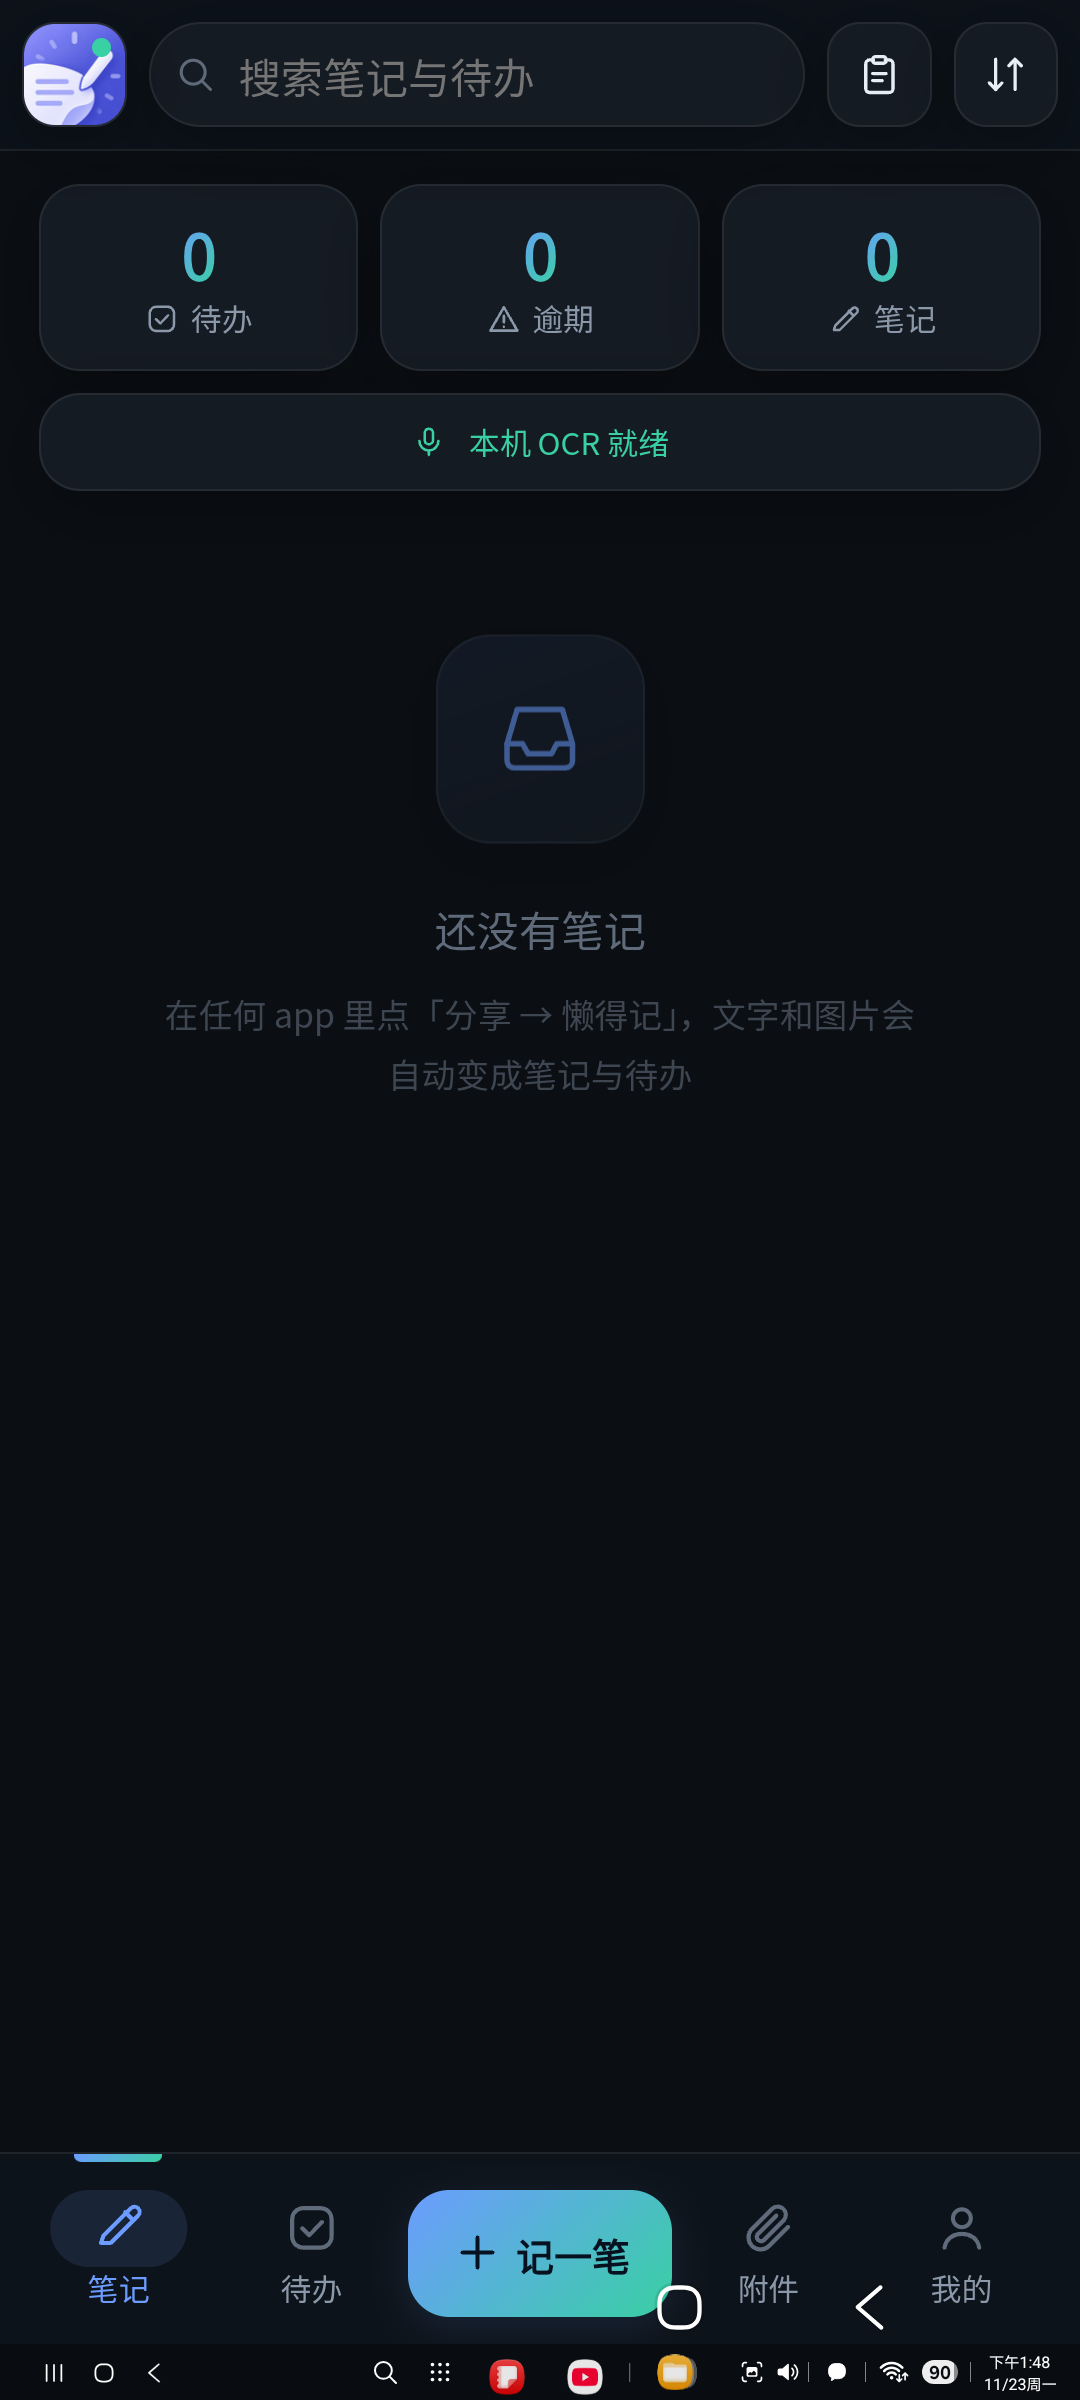 搜索笔记与待办
0
待办
0
逾期
0
笔记
本机 OCR 就绪
还没有笔记
在任何 app 里点「分享 → 懒得记」，文字和图片会
自动变成笔记与待办
笔记
待办
记一笔
附件
我的
90
下午1:48
11/23周一